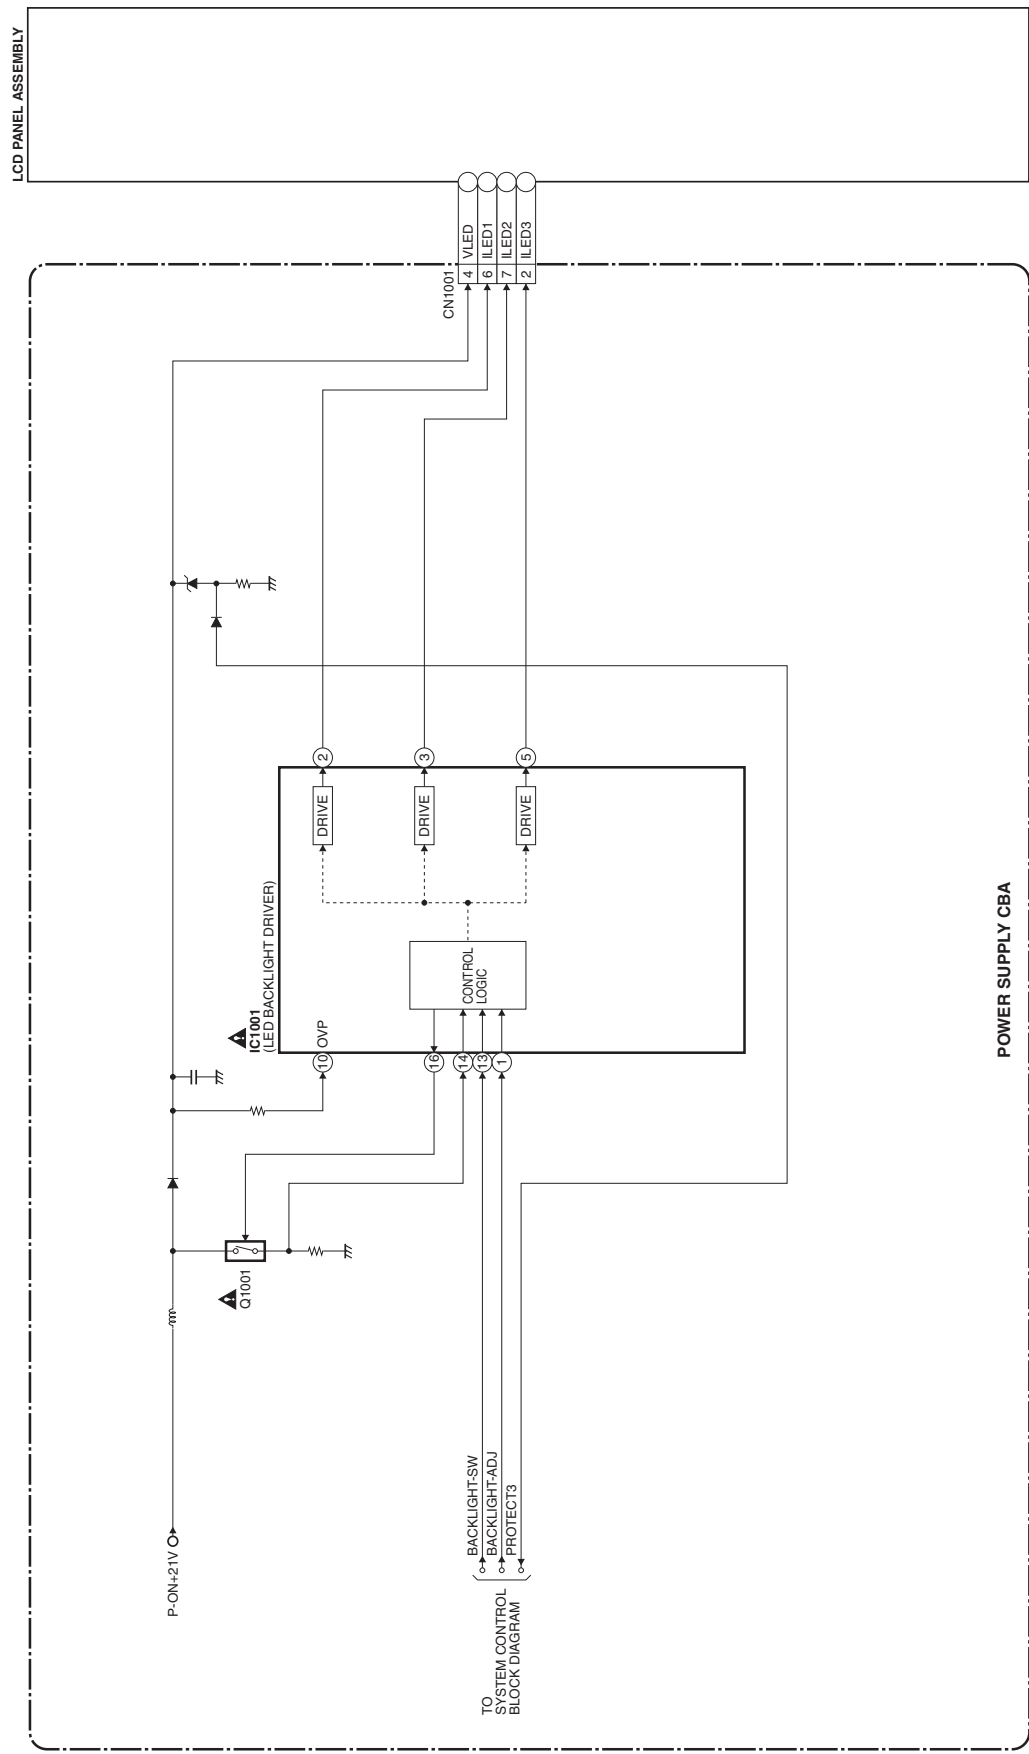 LCD PANEL ASSEMBLY
CN1001
4 VLED
6 ILED1
7 ILED2
2 ILED3
2
3
5
DRIVE
DRIVE
DRIVE
CONTROL
LOGIC
IC1001
(LED BACKLIGHT DRIVER)
10 OVP
16
14
13
1
Q1001
P-ON+21V
BACKLIGHT-SW
BACKLIGHT-ADJ
PROTECT3
TO
SYSTEM CONTROL
BLOCK DIAGRAM
POWER SUPPLY CBA